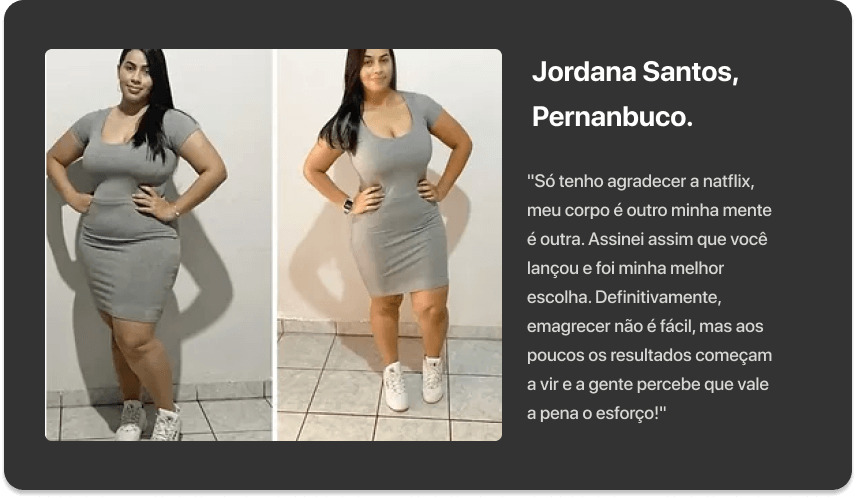 Jordana Santos,
Pernanbuco.
"Só tenho agradecer a natflix,
meu corpo é outro minha mente
é outra. Assinei assim que você
lançou e foi minha melhor
escolha. Definitivamente,
emagrecer não é fácil, mas aos
poucos os resultados começam
a vir e a gente percebe que vale
a pena o esforço!"